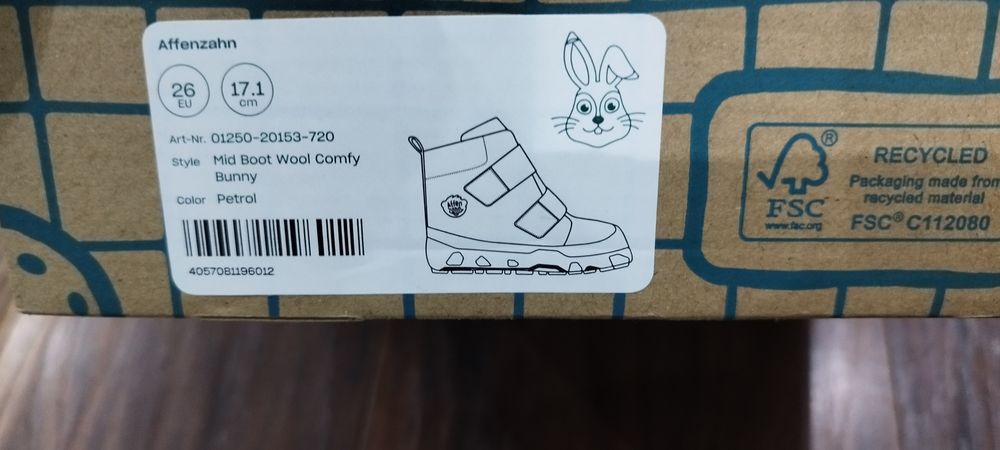 Affenzahn
26 EU
17.1 cm
Art-Nr. 01250-20153-720
Style Mid Boot Wool Comfy
Bunny
Color Petrol
4057081196012
Affen
FSC®
www.fsc.org
RECYCLED
Packaging made from
recycled material
FSC® C112080